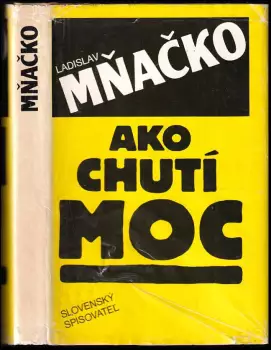 MŇAČKO
LADISLAV
MŇAČKO
AKO
CHUTÍ
MOC
SLOVENSKÝ
SPISOVATEĽ